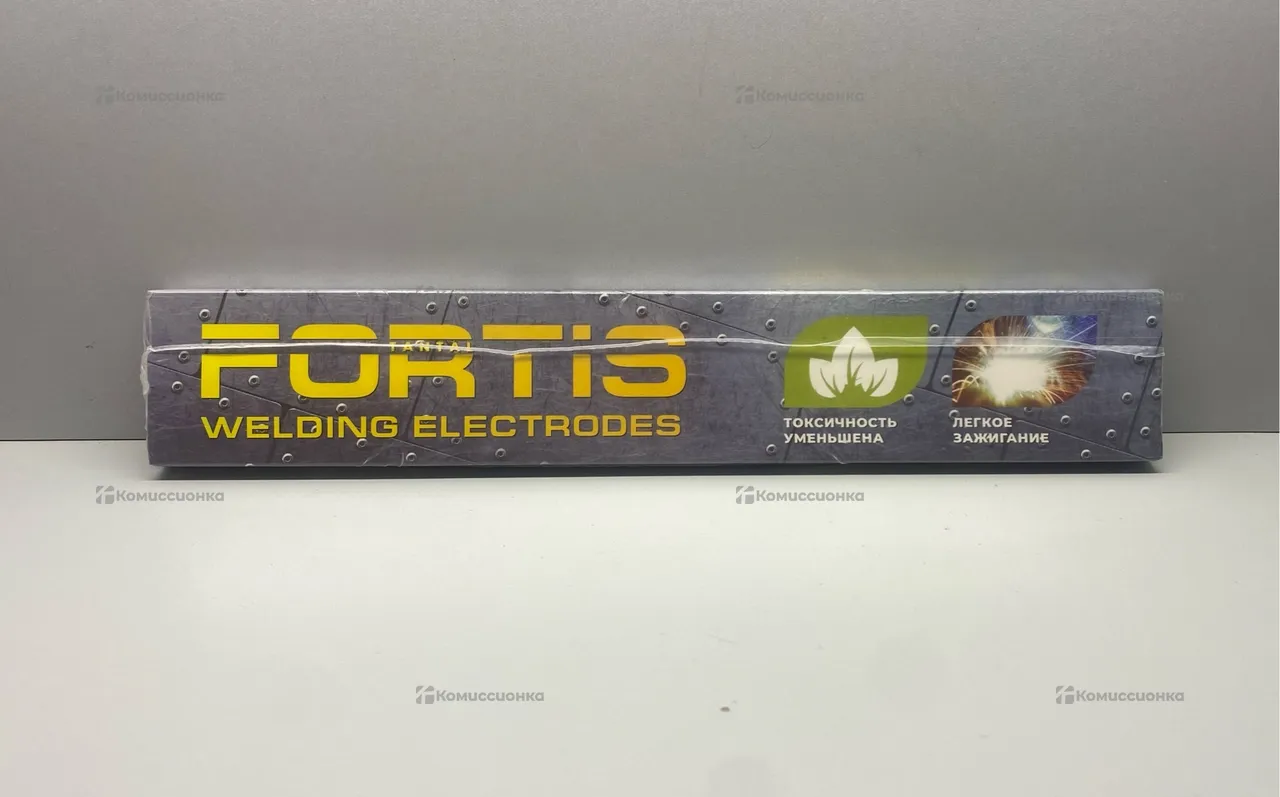 Комиссионка
Комиссионка
FORTiS
TANTAL
WELDING ELECTRODES
ТОКСИЧНОСТЬ
УМЕНЬШЕНА
ЛЕГКОЕ
ЗАЖИГАНИЕ
Комиссионка
Комиссионка
Комиссионка
Комиссионка